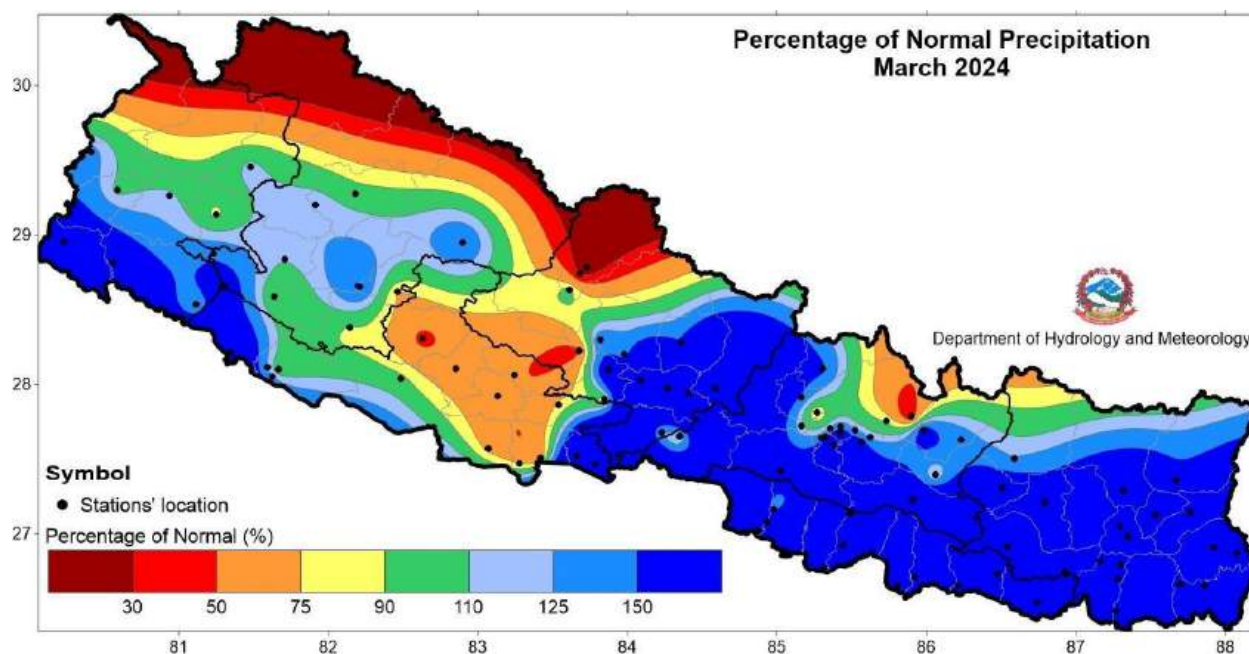 Percentage of Normal Precipitation
March 2024
30
29
28
27
Department of Hydrology and Meteorology
Symbol
Stations' location
Percentage of Normal (%)
30 50 75 90 110 125 150
81 82 83 84 85 86 87 88